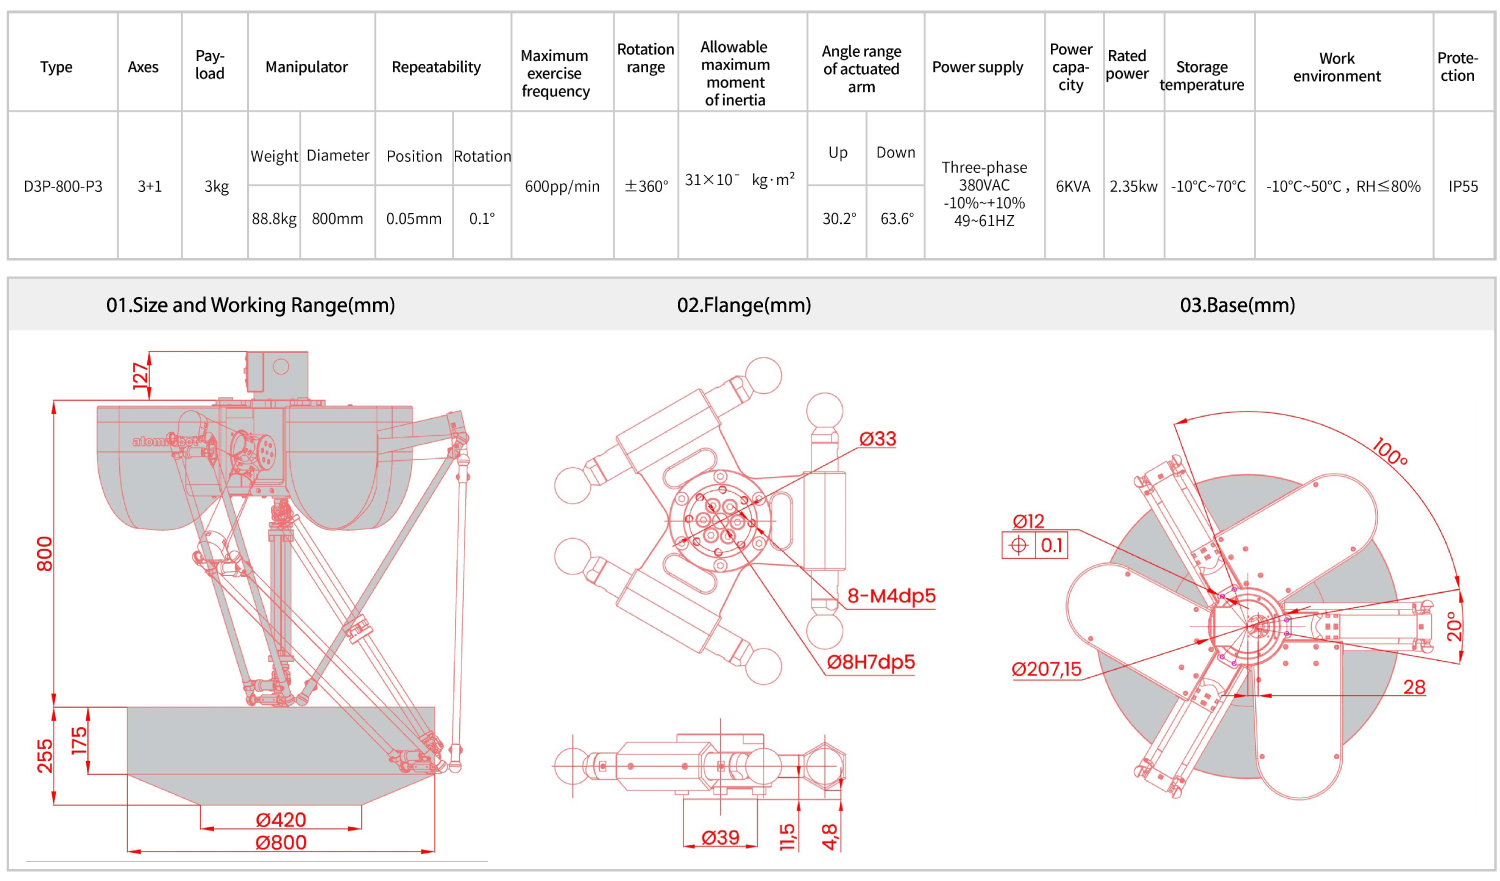 Type
Axes
Pay-
load
Manipulator
Repeatability
Maximum
exercise
frequency
Rotation
range
Allowable
maximum
moment
of inertia
Angle range
of actuated
arm
Power supply
Power
capa-
city
Rated
power
Storage
temperature
Work
environment
Prote-
ction
D3P-800-P3
3+1
3kg
Weight
Diameter
88.8kg
800mm
Position
Rotation
0.05mm
0.1°
600pp/min
±360°
31×10⁻ kg·m²
Up
Down
30.2°
63.6°
Three-phase
380VAC
-10%~+10%
49~61HZ
6KVA
2.35kw
-10°C~70°C
-10°C~50°C , RH≤80%
IP55
01.Size and Working Range(mm)
127
800
255
175
Ø420
Ø800
02.Flange(mm)
Ø33
8-M4dp5
Ø8H7dp5
Ø39
11,5
4,8
03.Base(mm)
100°
Ø12
0.1
20°
Ø207,15
28